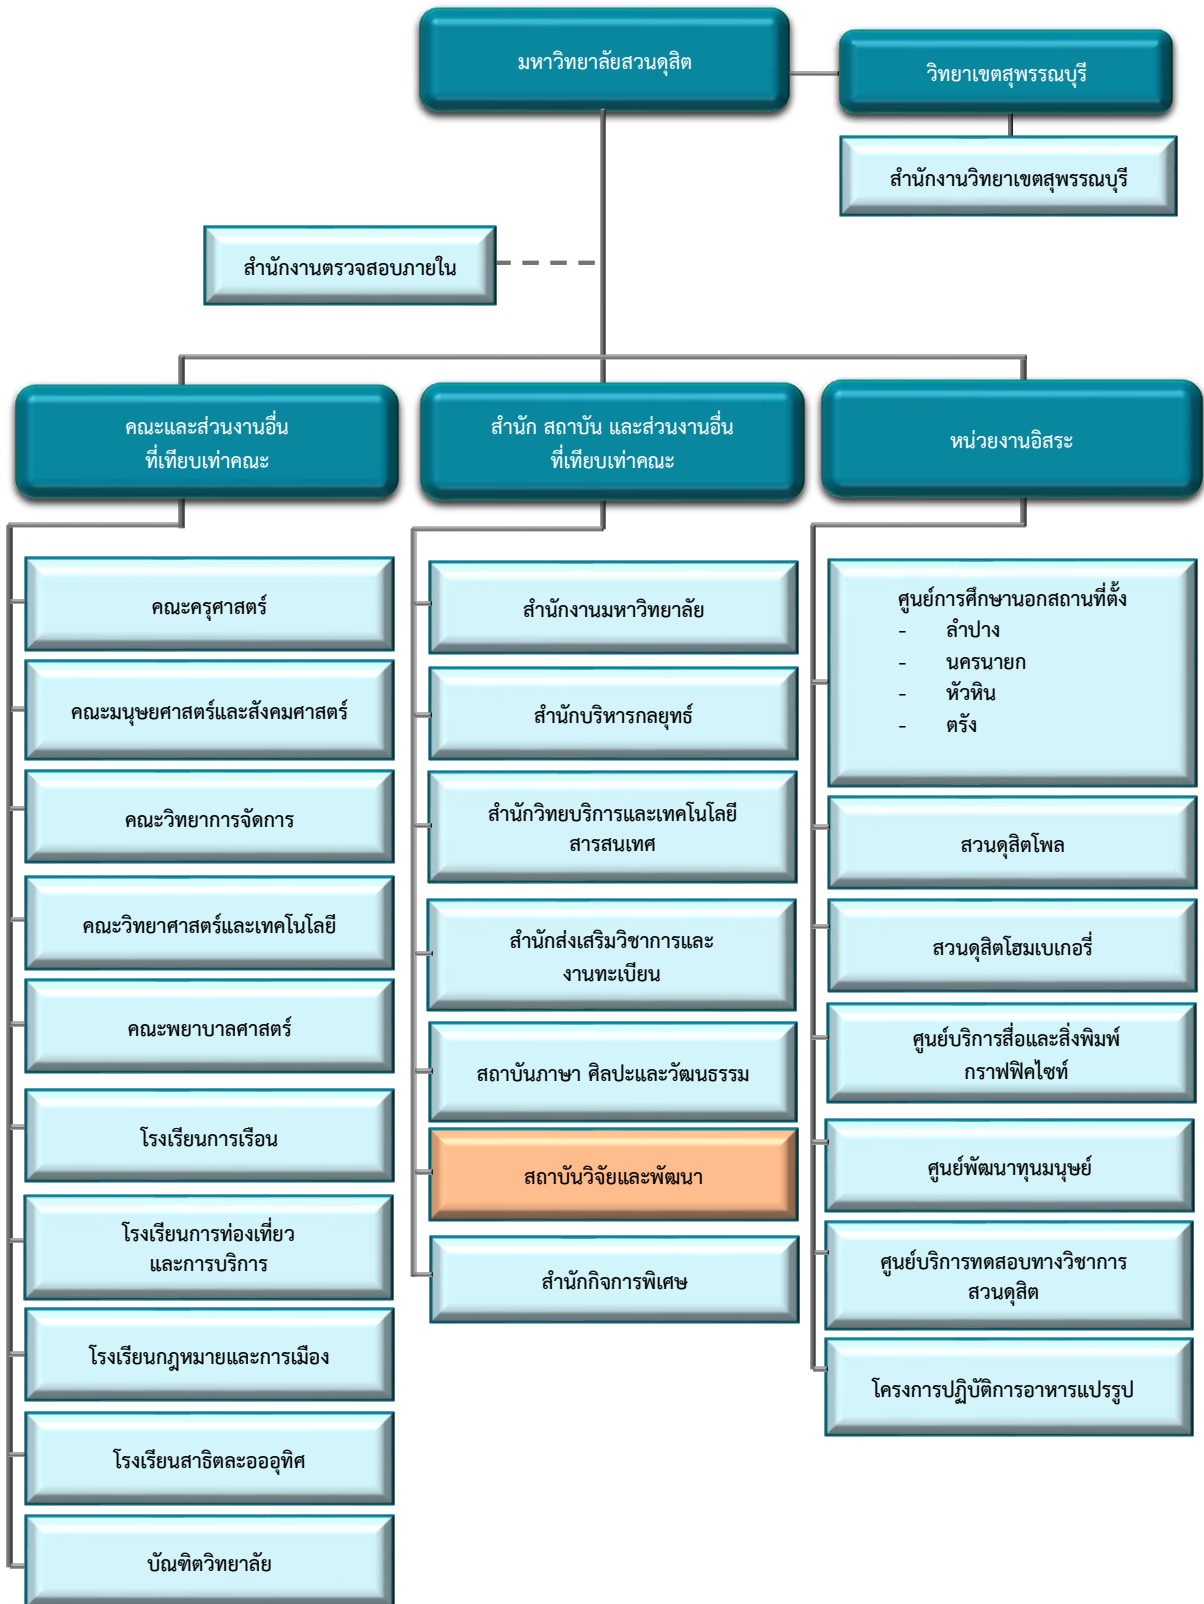 มหาวิทยาลัยสวนดุสิต
วิทยาเขตสุพรรณบุรี
สำนักงานวิทยาเขตสุพรรณบุรี
สำนักงานตรวจสอบภายใน
คณะและส่วนงานอื่น
ที่เทียบเท่าคณะ
คณะครุศาสตร์
คณะมนุษยศาสตร์และสังคมศาสตร์
คณะวิทยาการจัดการ
คณะวิทยาศาสตร์และเทคโนโลยี
คณะพยาบาลศาสตร์
โรงเรียนการเรือน
โรงเรียนการท่องเที่ยว
และการบริการ
โรงเรียนกฎหมายและการเมือง
โรงเรียนสาธิตละอออุทิศ
บัณฑิตวิทยาลัย
สำนัก สถาบัน และส่วนงานอื่น
ที่เทียบเท่าคณะ
สำนักงานมหาวิทยาลัย
สำนักบริหารกลยุทธ์
สำนักวิทยบริการและเทคโนโลยี
สารสนเทศ
สำนักส่งเสริมวิชาการและ
งานทะเบียน
สถาบันภาษา ศิลปะและวัฒนธรรม
สถาบันวิจัยและพัฒนา
สำนักกิจการพิเศษ
หน่วยงานอิสระ
ศูนย์การศึกษานอกสถานที่ตั้ง
- ลำปาง
- นครนายก
- หัวหิน
- ตรัง
สวนดุสิตโพล
สวนดุสิตโฮมเบเกอรี่
ศูนย์บริการสื่อและสิ่งพิมพ์
กราฟฟิคไซท์
ศูนย์พัฒนาทุนมนุษย์
ศูนย์บริการทดสอบทางวิชาการ
สวนดุสิต
โครงการปฏิบัติการอาหารแปรรูป